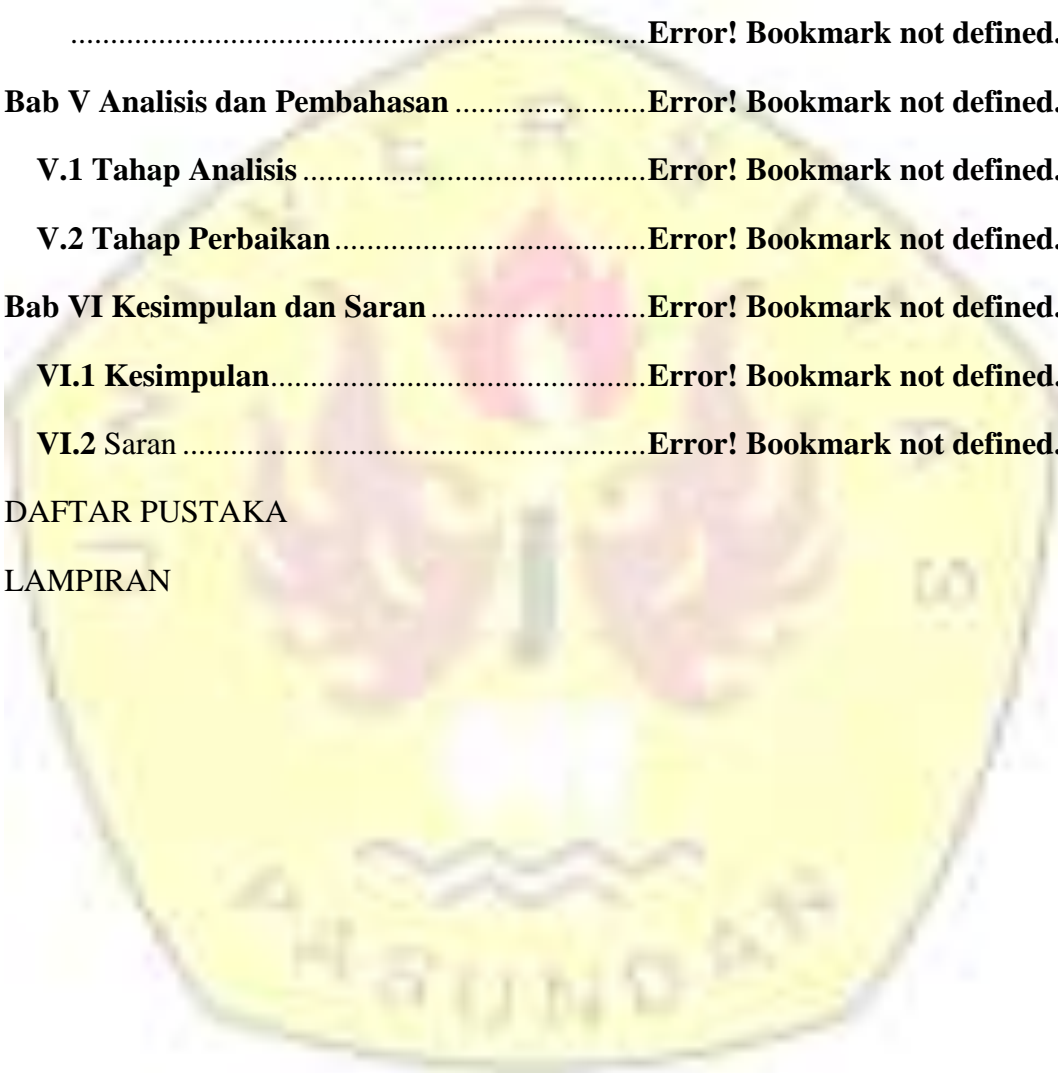 ........................................................................Error! Bookmark not defined.
Bab V Analisis dan Pembahasan ........................Error! Bookmark not defined.
V.1 Tahap Analisis ...........................................Error! Bookmark not defined.
V.2 Tahap Perbaikan .......................................Error! Bookmark not defined.
Bab VI Kesimpulan dan Saran ...........................Error! Bookmark not defined.
VI.1 Kesimpulan...............................................Error! Bookmark not defined.
VI.2 Saran ..........................................................Error! Bookmark not defined.
DAFTAR PUSTAKA
LAMPIRAN
UNIVERSITAS
PASUNDAN